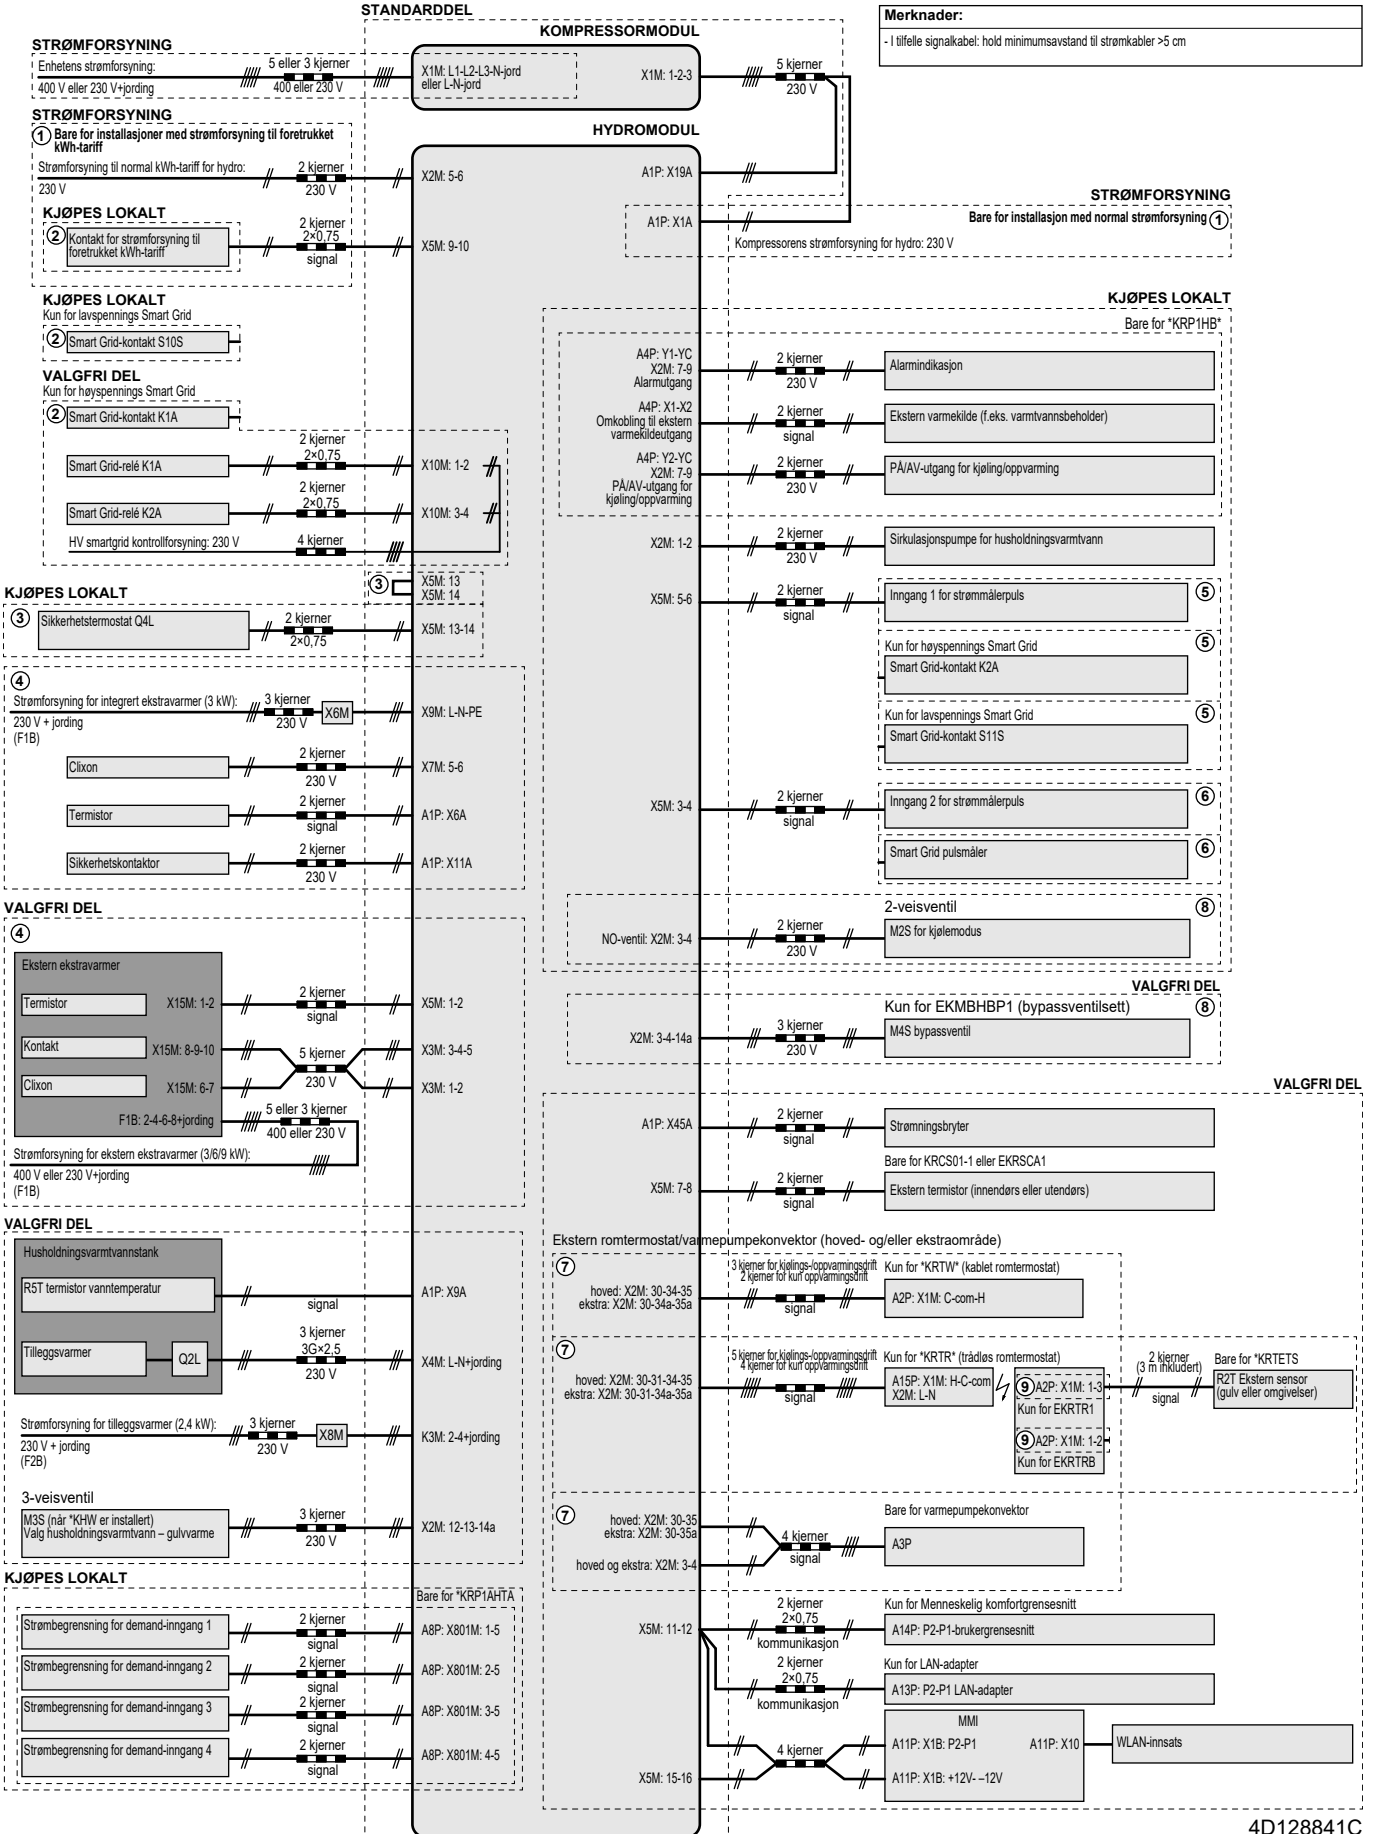 STANDARDDEL
KOMPRESSORMODUL
Merknader:
- I tilfelle signalkabel: hold minimumsavstand til strømkabler >5 cm
STRØMFORSYNING
Enhetens strømforsyning:
400 V eller 230 V+jording
5 eller 3 kjerner
400 eller 230 V
X1M: L1-L2-L3-N-jord
eller L-N-jord
X1M: 1-2-3
5 kjerner
230 V
STRØMFORSYNING
1 Bare for installasjoner med strømforsyning til foretrukket
kWh-tariff
HYDROMODUL
Strømforsyning til normal kWh-tariff for hydro:
230 V
2 kjerner
230 V
X2M: 5-6
A1P: X19A
KJØPES LOKALT
2 Kontakt for strømforsyning til
foretrukket kWh-tariff
2 kjerner
2×0,75
signal
X5M: 9-10
A1P: X1A
STRØMFORSYNING
Bare for installasjon med normal strømforsyning 1
Kompressorens strømforsyning for hydro: 230 V
KJØPES LOKALT
Kun for lavspennings Smart Grid
2 Smart Grid-kontakt S10S
VALGFRI DEL
Kun for høyspennings Smart Grid
2 Smart Grid-kontakt K1A
Smart Grid-relé K1A
2 kjerner
2×0,75
X10M: 1-2
Smart Grid-relé K2A
2 kjerner
2×0,75
X10M: 3-4
HV smartgrid kontrollforsyning: 230 V
4 kjerner
KJØPES LOKALT
Bare for *KRP1HB*
A4P: Y1-YC
X2M: 7-9
Alarmutgang
2 kjerner
230 V
Alarmindikasjon
A4P: X1-X2
Omkobling til ekstern
varmekildeutgang
2 kjerner
signal
Ekstern varmekilde (f.eks. varmtvannsbeholder)
A4P: Y2-YC
X2M: 7-9
PÅ/AV-utgang for
kjøling/oppvarming
2 kjerner
230 V
PÅ/AV-utgang for kjøling/oppvarming
X2M: 1-2
2 kjerner
230 V
Sirkulasjonspumpe for husholdningsvarmtvann
3
X5M: 13
X5M: 14
KJØPES LOKALT
3 Sikkerhetstermostat Q4L
2 kjerner
2×0,75
X5M: 13-14
X5M: 5-6
2 kjerner
signal
Inngang 1 for strømmålerpuls
5
Kun for høyspennings Smart Grid
5
Smart Grid-kontakt K2A
Kun for lavspennings Smart Grid
5
Smart Grid-kontakt S11S
4
Strømforsyning for integrert ekstravarmer (3 kW):
230 V + jording
(F1B)
3 kjerner
230 V
X6M
X9M: L-N-PE
Clixon
2 kjerner
230 V
X7M: 5-6
Termistor
2 kjerner
signal
A1P: X6A
Sikkerhetskontaktor
2 kjerner
230 V
A1P: X11A
X5M: 3-4
2 kjerner
signal
Inngang 2 for strømmålerpuls
6
Smart Grid pulsmåler
6
2-veisventil
8
NO-ventil: X2M: 3-4
2 kjerner
230 V
M2S for kjølemodus
VALGFRI DEL
4
Ekstern ekstravarmer
Termistor
X15M: 1-2
2 kjerner
signal
X5M: 1-2
Kontakt
X15M: 8-9-10
5 kjerner
230 V
X3M: 3-4-5
Clixon
X15M: 6-7
X3M: 1-2
F1B: 2-4-6-8+jording
5 eller 3 kjerner
400 eller 230 V
Strømforsyning for ekstern ekstravarmer (3/6/9 kW):
400 V eller 230 V+jording
(F1B)
VALGFRI DEL
Kun for EKMBHBP1 (bypassventilsett)
8
X2M: 3-4-14a
3 kjerner
230 V
M4S bypassventil
VALGFRI DEL
A1P: X45A
2 kjerner
signal
Strømningsbryter
Bare for KRCS01-1 eller EKRSCA1
X5M: 7-8
2 kjerner
signal
Ekstern termistor (innendørs eller utendørs)
VALGFRI DEL
Husholdningsvarmtvannstank
R5T termistor vanntemperatur
signal
A1P: X9A
Tilleggsvarmer
Q2L
3 kjerner
3G×2,5
230 V
X4M: L-N+jording
Strømforsyning for tilleggsvarmer (2,4 kW):
230 V + jording
(F2B)
3 kjerner
230 V
X8M
K3M: 2-4+jording
3-veisventil
M3S (når *KHW er installert)
Valg husholdningsvarmtvann – gulvvarme
3 kjerner
230 V
X2M: 12-13-14a
Ekstern romtermostat/varmepumpekonvektor (hoved- og/eller ekstraområde)
7
hoved: X2M: 30-34-35
ekstra: X2M: 30-34a-35a
3 kjerner for kjølings-/oppvarmingsdrift
2 kjerner for kun oppvarmingsdrift
signal
Kun for *KRTW* (kablet romtermostat)
A2P: X1M: C-com-H
7
hoved: X2M: 30-31-34-35
ekstra: X2M: 30-31-34a-35a
5 kjerner for kjølings-/oppvarmingsdrift
4 kjerner for kun oppvarmingsdrift
signal
Kun for *KRTR* (trådløs romtermostat)
A15P: X1M: H-C-com
X2M: L-N
9 A2P: X1M: 1-3
Kun for EKRTR1
9 A2P: X1M: 1-2
Kun for EKRTRB
2 kjerner
(3 m inkludert)
signal
Bare for *KRTETS
R2T Ekstern sensor
(gulv eller omgivelser)
7
hoved: X2M: 30-35
ekstra: X2M: 30-35a
hoved og ekstra: X2M: 3-4
4 kjerner
signal
Bare for varmepumpekonvektor
A3P
KJØPES LOKALT
Bare for *KRP1AHTA
Strømbegrensning for demand-inngang 1
2 kjerner
signal
A8P: X801M: 1-5
Strømbegrensning for demand-inngang 2
2 kjerner
signal
A8P: X801M: 2-5
Strømbegrensning for demand-inngang 3
2 kjerner
signal
A8P: X801M: 3-5
Strømbegrensning for demand-inngang 4
2 kjerner
signal
A8P: X801M: 4-5
X5M: 11-12
2 kjerner
2×0,75
kommunikasjon
Kun for Menneskelig komfortgrensesnitt
A14P: P2-P1-brukergrensesnitt
2 kjerner
2×0,75
kommunikasjon
Kun for LAN-adapter
A13P: P2-P1 LAN-adapter
X5M: 15-16
4 kjerner
MMI
A11P: X1B: P2-P1
A11P: X10
A11P: X1B: +12V- –12V
WLAN-innsats
4D128841C